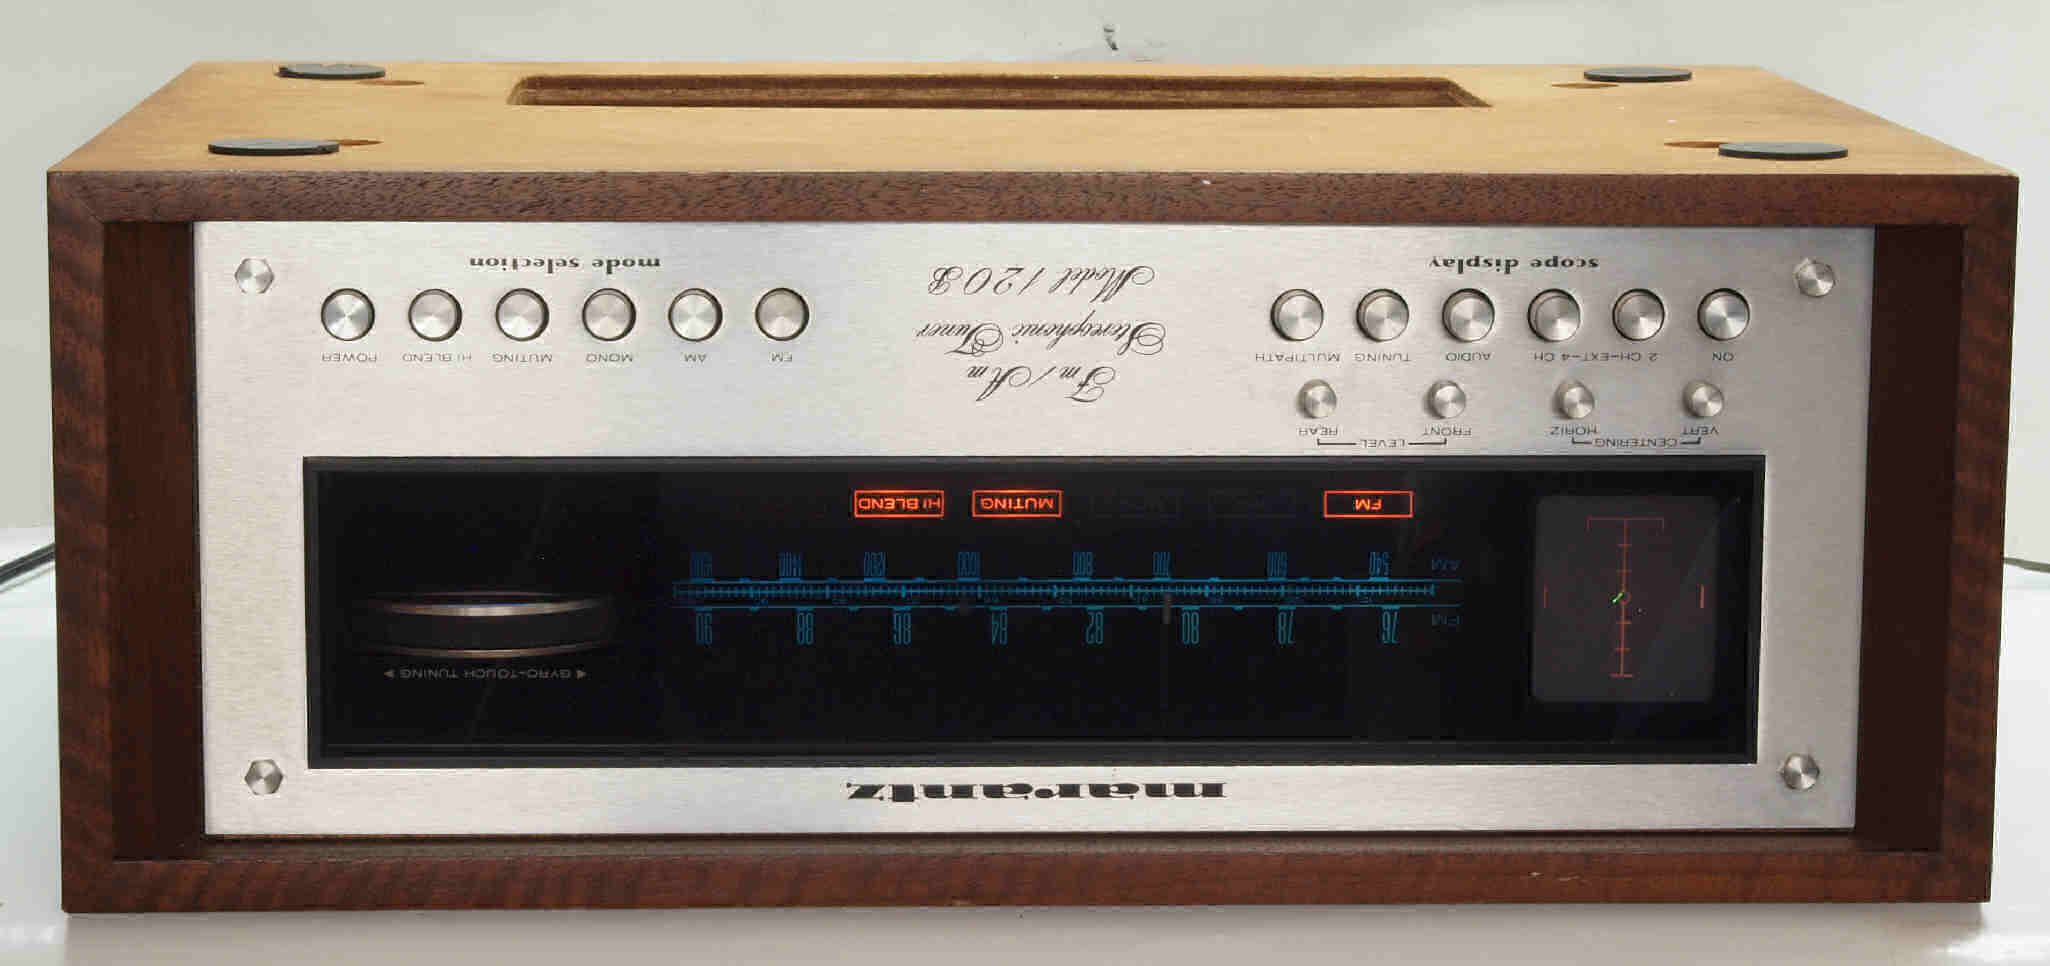 marantz
◀ GYRO-TOUCH TUNING ▶
FM 76 78 80 82 84 86 88 90
AM 540 600 700 800 1000 1200 1400 1600
FM MUTING HI BLEND
CENTERING LEVEL
VERT HORIZ FRONT REAR
ON 2 CH-EXT-4 CH AUDIO TUNING MULTIPATH
scope display
Fm/Am
Stereophonic Tuner
Model 120B
FM AM MONO MUTING HI BLEND POWER
mode selection